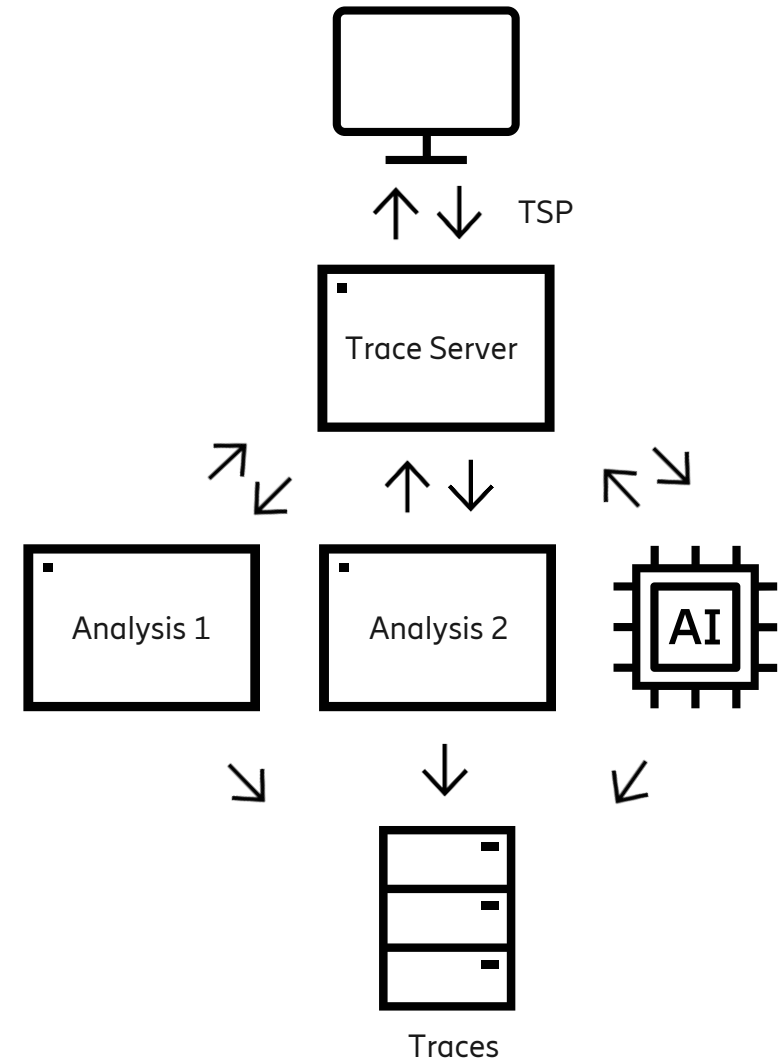 TSP
Trace Server
Analysis 1
Analysis 2
AI
Traces